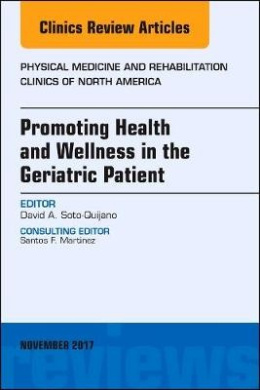 Clinics Review Articles
PHYSICAL MEDICINE AND REHABILITATION
CLINICS OF NORTH AMERICA
Promoting Health
and Wellness in the
Geriatric Patient
EDITOR
David A. Soto-Quijano
CONSULTING EDITOR
Santos F. Martinez
NOVEMBER 2017
reviews